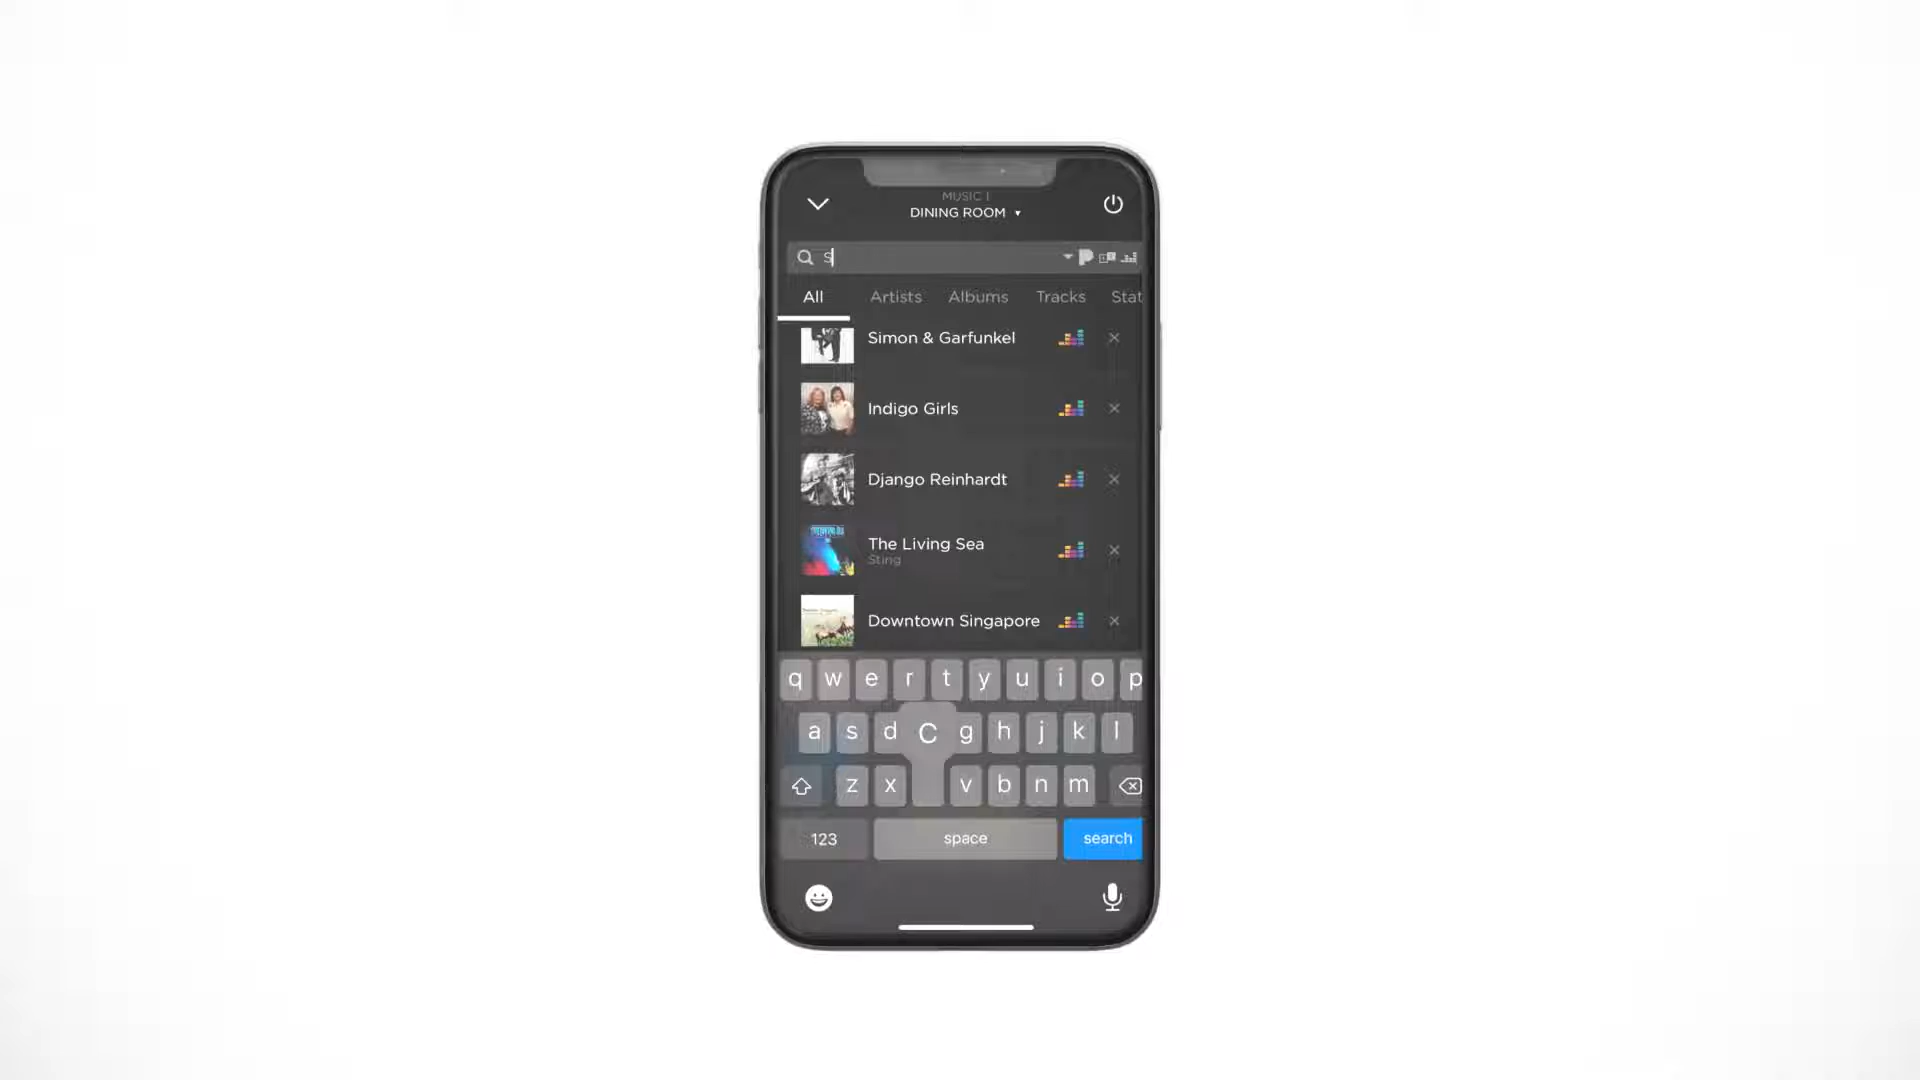 MUSIC 1
DINING ROOM
S
All Artists Albums Tracks Stat
Simon & Garfunkel
Indigo Girls
Django Reinhardt
The Living Sea
Sting
Downtown Singapore
q w e r t y u i o p
a s d C g h j k l
z x v b n m
123 space search